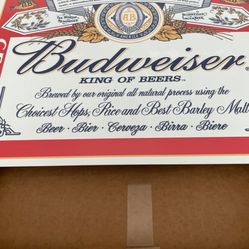 Budweiser
KING OF BEERS
Brewed by our original all natural process using the
Choicest Hops, Rice and Best Barley Malt
Beer · Bier · Cerveza · Birra · Biere